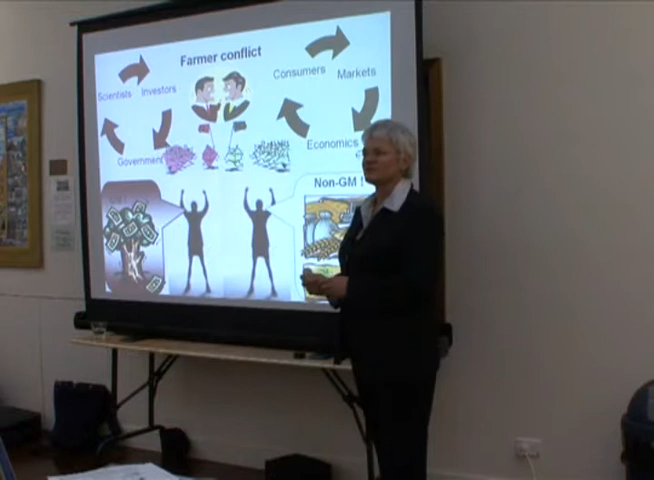 Farmer conflict
Scientists
Investors
Government
Consumers
Markets
Economics
Non-GM !